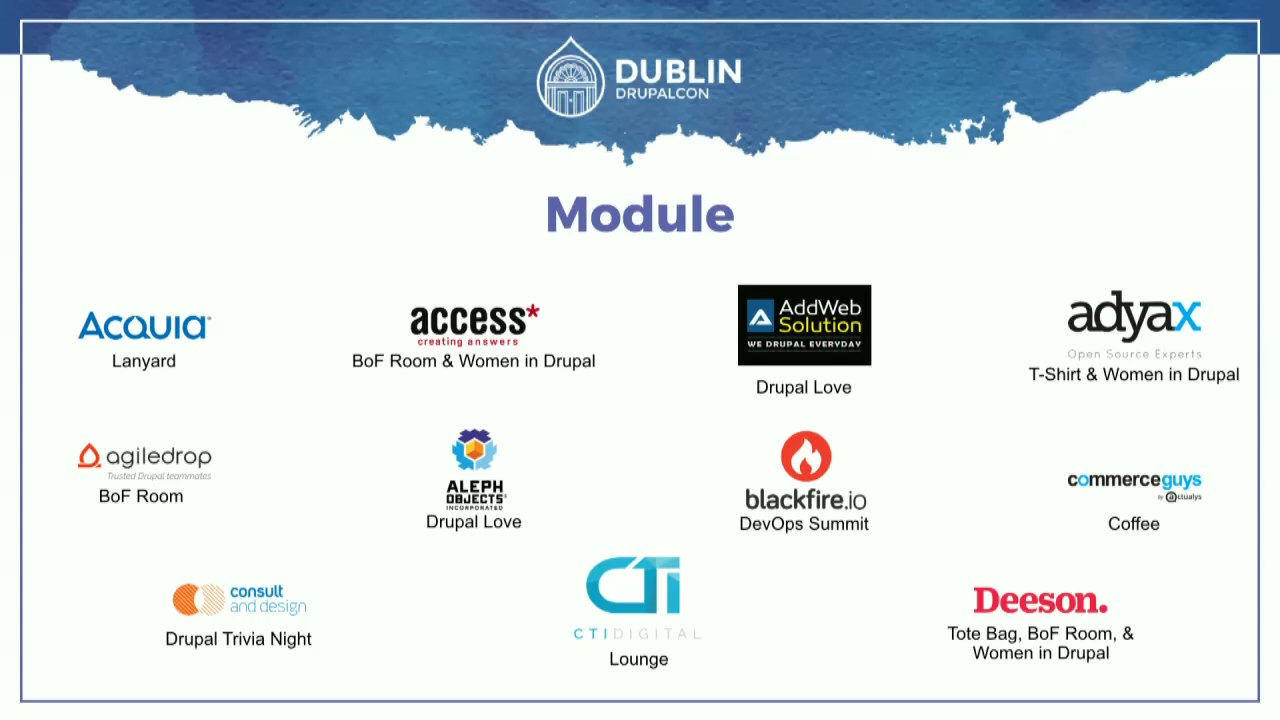 DUBLIN
DRUPALCON
Module
Acquia
Lanyard
access*
creating answers
BoF Room & Women in Drupal
AddWeb
Solution
WE DRUPAL EVERYDAY
Drupal Love
adyax
Open Source Experts
T-Shirt & Women in Drupal
agiledrop
Trusted Drupal teammates
BoF Room
ALEPH
OBJECTS
INCORPORATED
Drupal Love
blackfire.io
DevOps Summit
commerceguys
by actualys
Coffee
consult
and design
Drupal Trivia Night
CTi
CTIDIGITAL
Lounge
Deeson.
Tote Bag, BoF Room, &
Women in Drupal